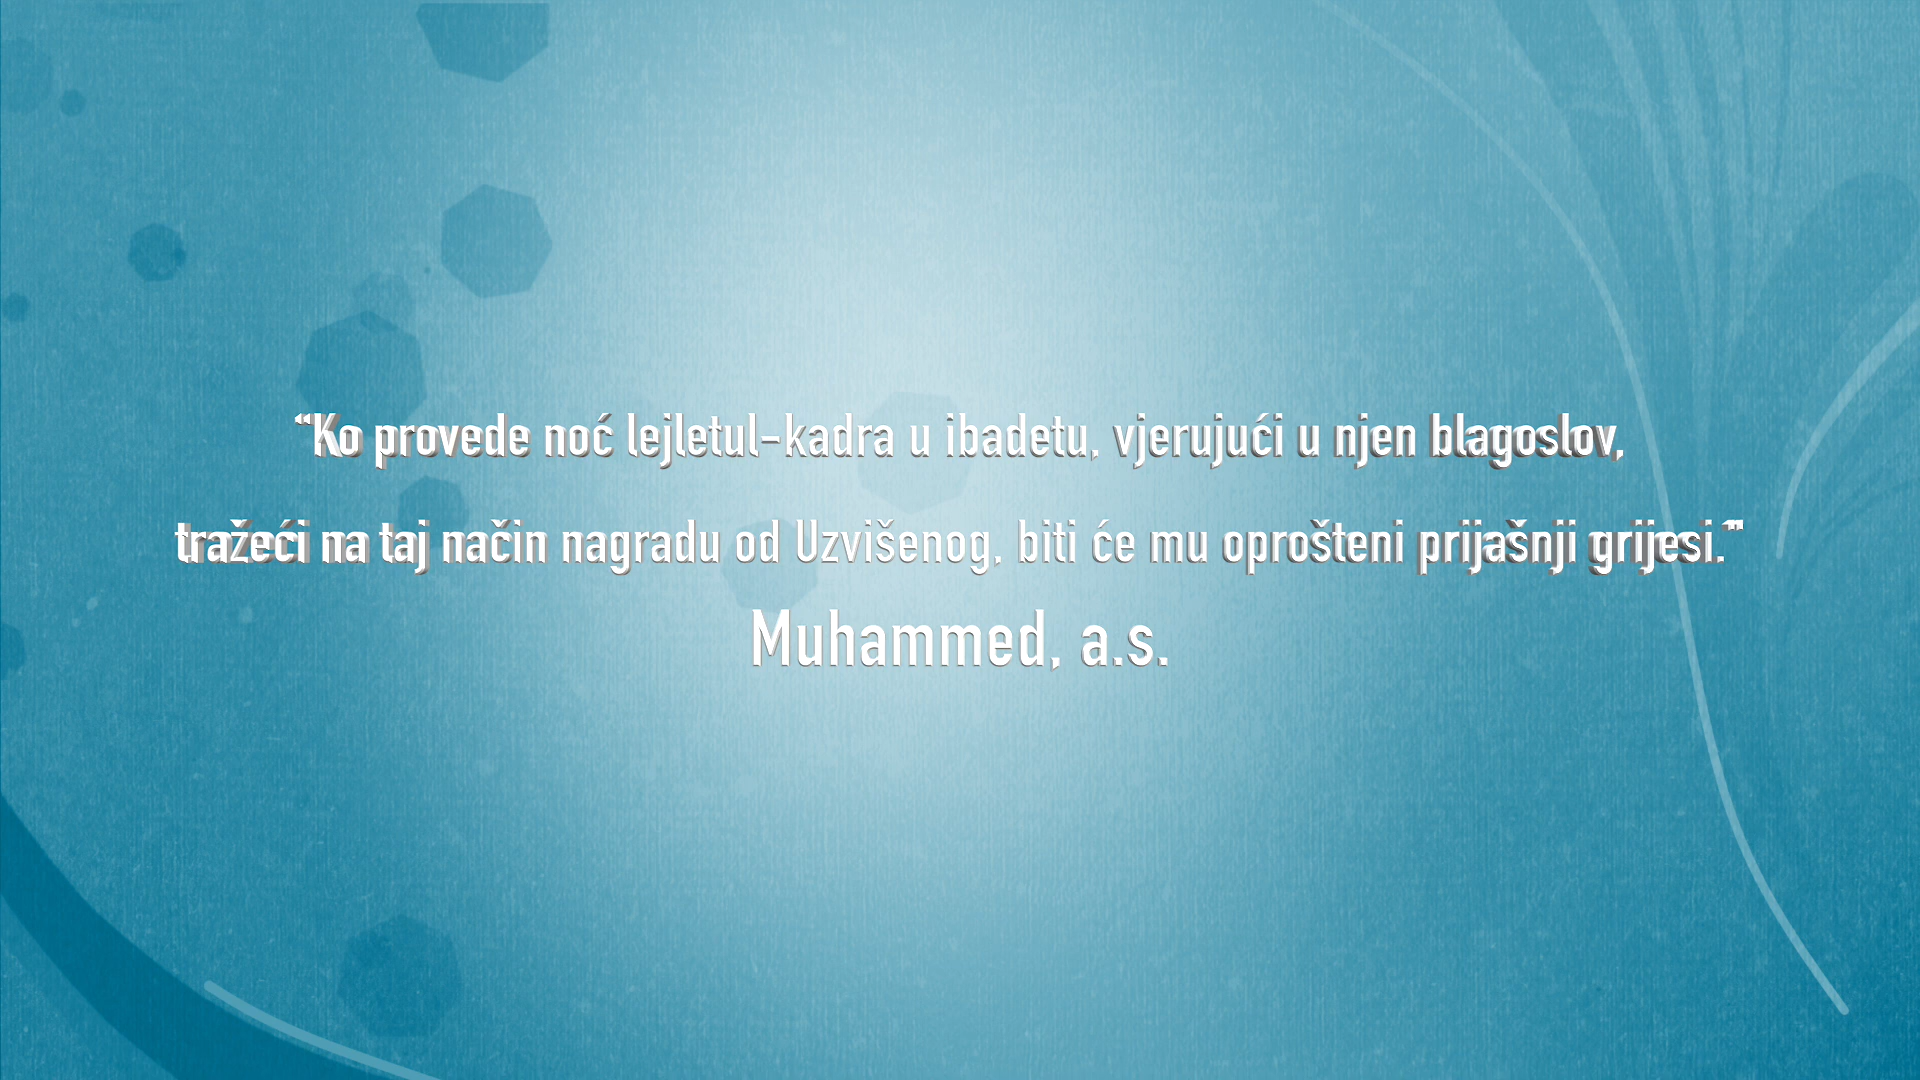 “Ko provede noć lejletul-kadra u ibadetu, vjerujući u njen blagoslov,
tražeći na taj način nagradu od Uzvišenog, biti će mu oprošteni prijašnji grijesi.”
Muhammed, a.s.